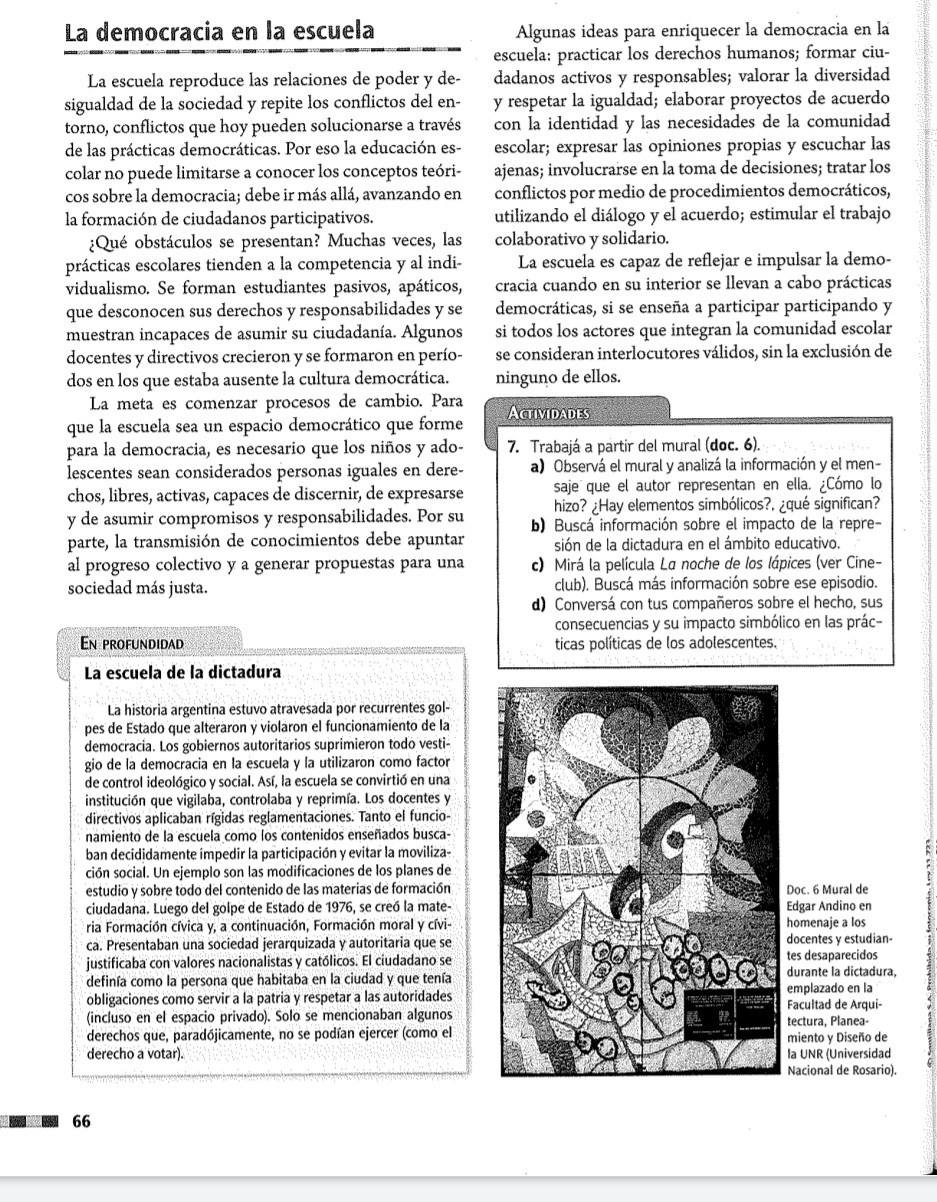 La democracia en la escuela
La escuela reproduce las relaciones de poder y de-
sigualdad de la sociedad y repite los conflictos del en-
torno, conflictos que hoy pueden solucionarse a través
de las prácticas democráticas. Por eso la educación es-
colar no puede limitarse a conocer los conceptos teóri-
cos sobre la democracia; debe ir más allá, avanzando en
la formación de ciudadanos participativos.
¿Qué obstáculos se presentan? Muchas veces, las
prácticas escolares tienden a la competencia y al indi-
vidualismo. Se forman estudiantes pasivos, apáticos,
que desconocen sus derechos y responsabilidades y se
muestran incapaces de asumir su ciudadanía. Algunos
docentes y directivos crecieron y se formaron en perío-
dos en los que estaba ausente la cultura democrática.
La meta es comenzar procesos de cambio. Para
que la escuela sea un espacio democrático que forme
para la democracia, es necesario que los niños y ado-
lescentes sean considerados personas iguales en dere-
chos, libres, activas, capaces de discernir, de expresarse
y de asumir compromisos y responsabilidades. Por su
parte, la transmisión de conocimientos debe apuntar
al progreso colectivo y a generar propuestas para una
sociedad más justa.
EN PROFUNDIDAD
La escuela de la dictadura
La historia argentina estuvo atravesada por recurrentes gol-
pes de Estado que alteraron y violaron el funcionamiento de la
democracia. Los gobiernos autoritarios suprimieron todo vesti-
gio de la democracia en la escuela y la utilizaron como factor
de control ideológico y social. Así, la escuela se convirtió en una
institución que vigilaba, controlaba y reprimía. Los docentes y
directivos aplicaban rígidas reglamentaciones. Tanto el funcio-
namiento de la escuela como los contenidos enseñados busca-
ban decididamente impedir la participación y evitar la moviliza-
ción social. Un ejemplo son las modificaciones de los planes de
estudio y sobre todo del contenido de las materias de formación
ciudadana. Luego del golpe de Estado de 1976, se creó la mate-
ria Formación cívica y, a continuación, Formación moral y cívi-
ca. Presentaban una sociedad jerarquizada y autoritaria que se
justificaba con valores nacionalistas y católicos. El ciudadano se
definía como la persona que habitaba en la ciudad y que tenía
obligaciones como servir a la patria y respetar a las autoridades
(incluso en el espacio privado). Solo se mencionaban algunos
derechos que, paradójicamente, no se podían ejercer (como el
derecho a votar).
66
Algunas ideas para enriquecer la democracia en la
escuela: practicar los derechos humanos; formar ciu-
dadanos activos y responsables; valorar la diversidad
y respetar la igualdad; elaborar proyectos de acuerdo
con la identidad y las necesidades de la comunidad
escolar; expresar las opiniones propias y escuchar las
ajenas; involucrarse en la toma de decisiones; tratar los
conflictos por medio de procedimientos democráticos,
utilizando el diálogo y el acuerdo; estimular el trabajo
colaborativo y solidario.
La escuela es capaz de reflejar e impulsar la demo-
cracia cuando en su interior se llevan a cabo prácticas
democráticas, si se enseña a participar participando y
si todos los actores que integran la comunidad escolar
se consideran interlocutores válidos, sin la exclusión de
ninguno de ellos.
ACTIVIDADES
7. Trabajá a partir del mural (doc. 6).
a) Observá el mural y analizá la información y el men-
saje que el autor representan en ella. ¿Cómo lo
hizo? ¿Hay elementos simbólicos?, ¿qué significan?
b) Buscá información sobre el impacto de la repre-
sión de la dictadura en el ámbito educativo.
c) Mirá la película La noche de los lápices (ver Cine-
club). Buscá más información sobre ese episodio.
d) Conversá con tus compañeros sobre el hecho, sus
consecuencias y su impacto simbólico en las prác-
ticas políticas de los adolescentes.
Doc. 6 Mural de
Edgar Andino en
homenaje a los
docentes y estudian-
tes desaparecidos
durante la dictadura,
emplazado en la
Facultad de Arqui-
tectura, Planea-
miento y Diseño de
la UNR (Universidad
Nacional de Rosario).